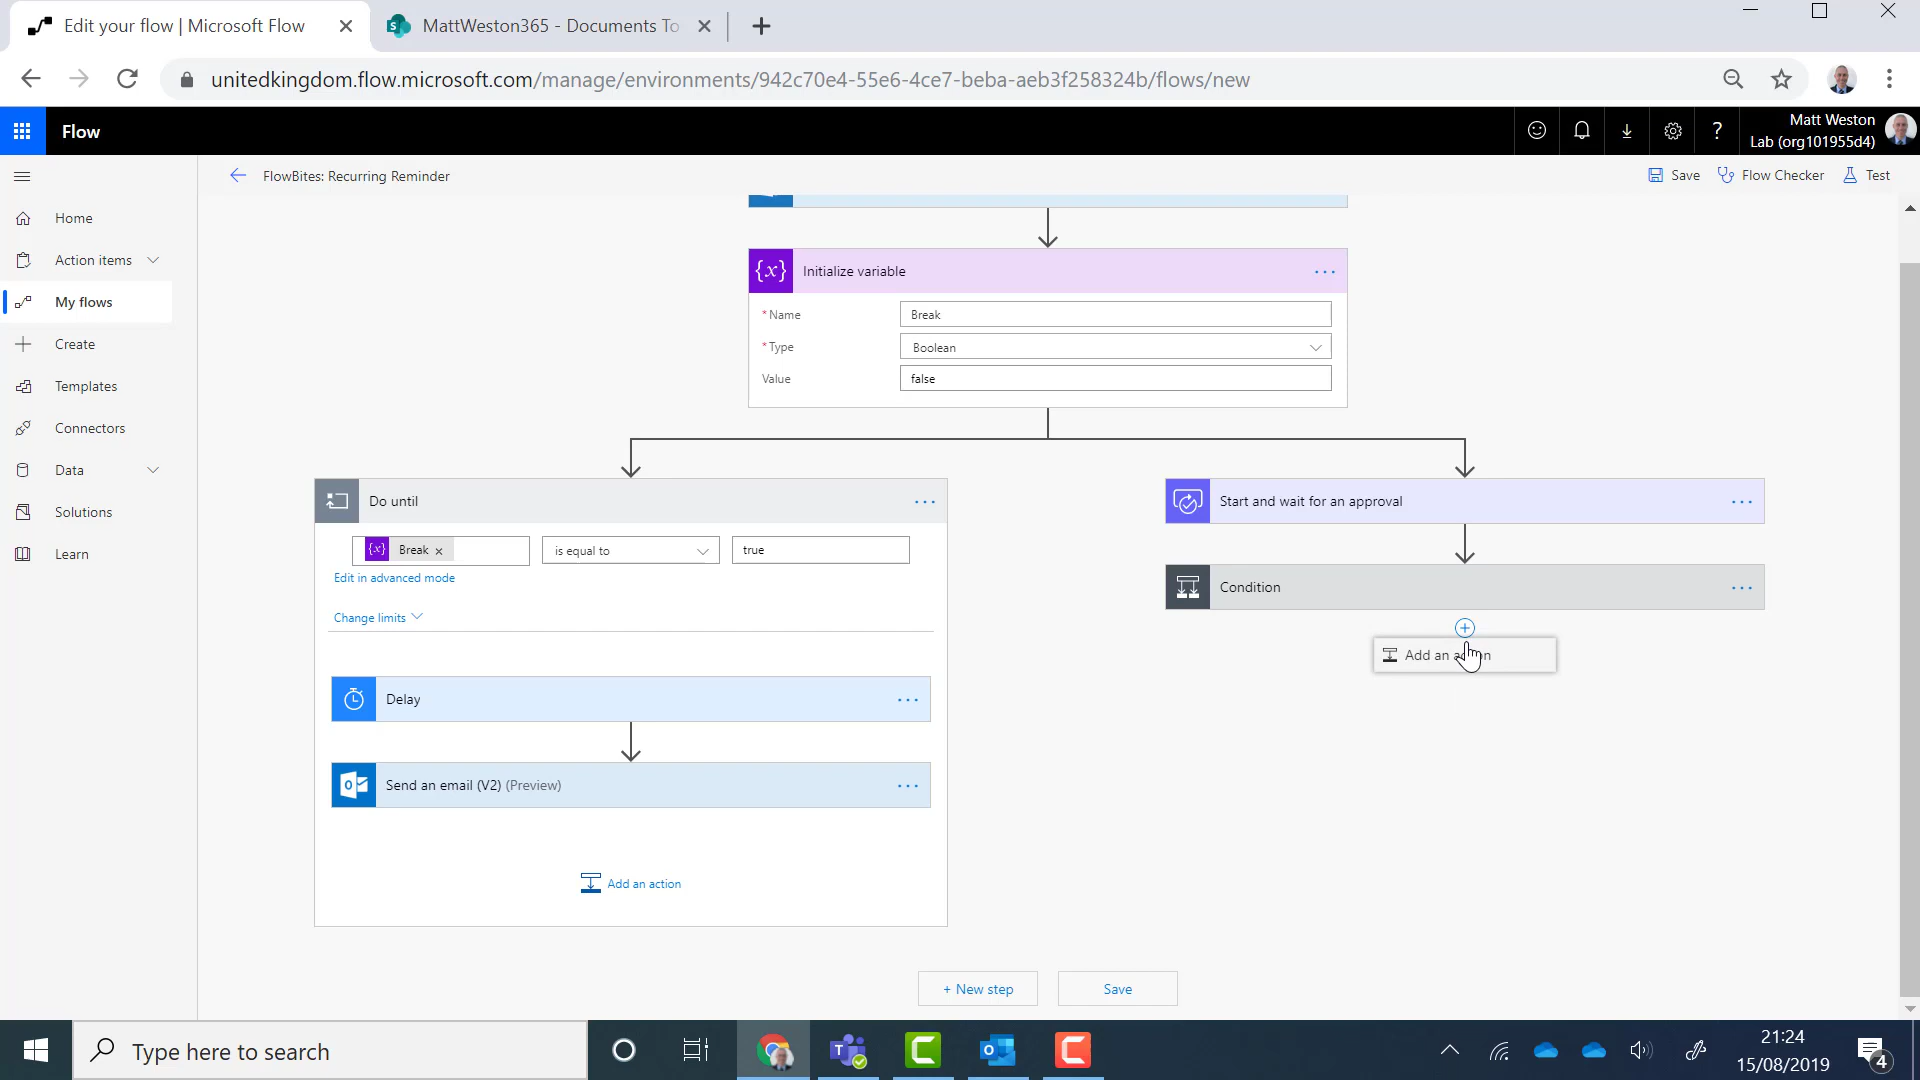 Edit your flow | Microsoft Flow
MattWeston365 - Documents To
unitedkingdom.flow.microsoft.com/manage/environments/942c70e4-55e6-4ce7-beba-aeb3f258324b/flows/new
Flow
?
Matt Weston
Lab (org101955d4)
FlowBites: Recurring Reminder
Save
Flow Checker
Test
Home
Action items
My flows
Create
Templates
Connectors
Data
Solutions
Learn
{x} Initialize variable
* Name
Break
* Type
Boolean
Value
false
Do until
{x} Break ×
is equal to
true
Edit in advanced mode
Change limits
Delay
Send an email (V2) (Preview)
Add an action
Start and wait for an approval
Condition
Add an action
+ New step
Save
Type here to search
21:24
15/08/2019
4